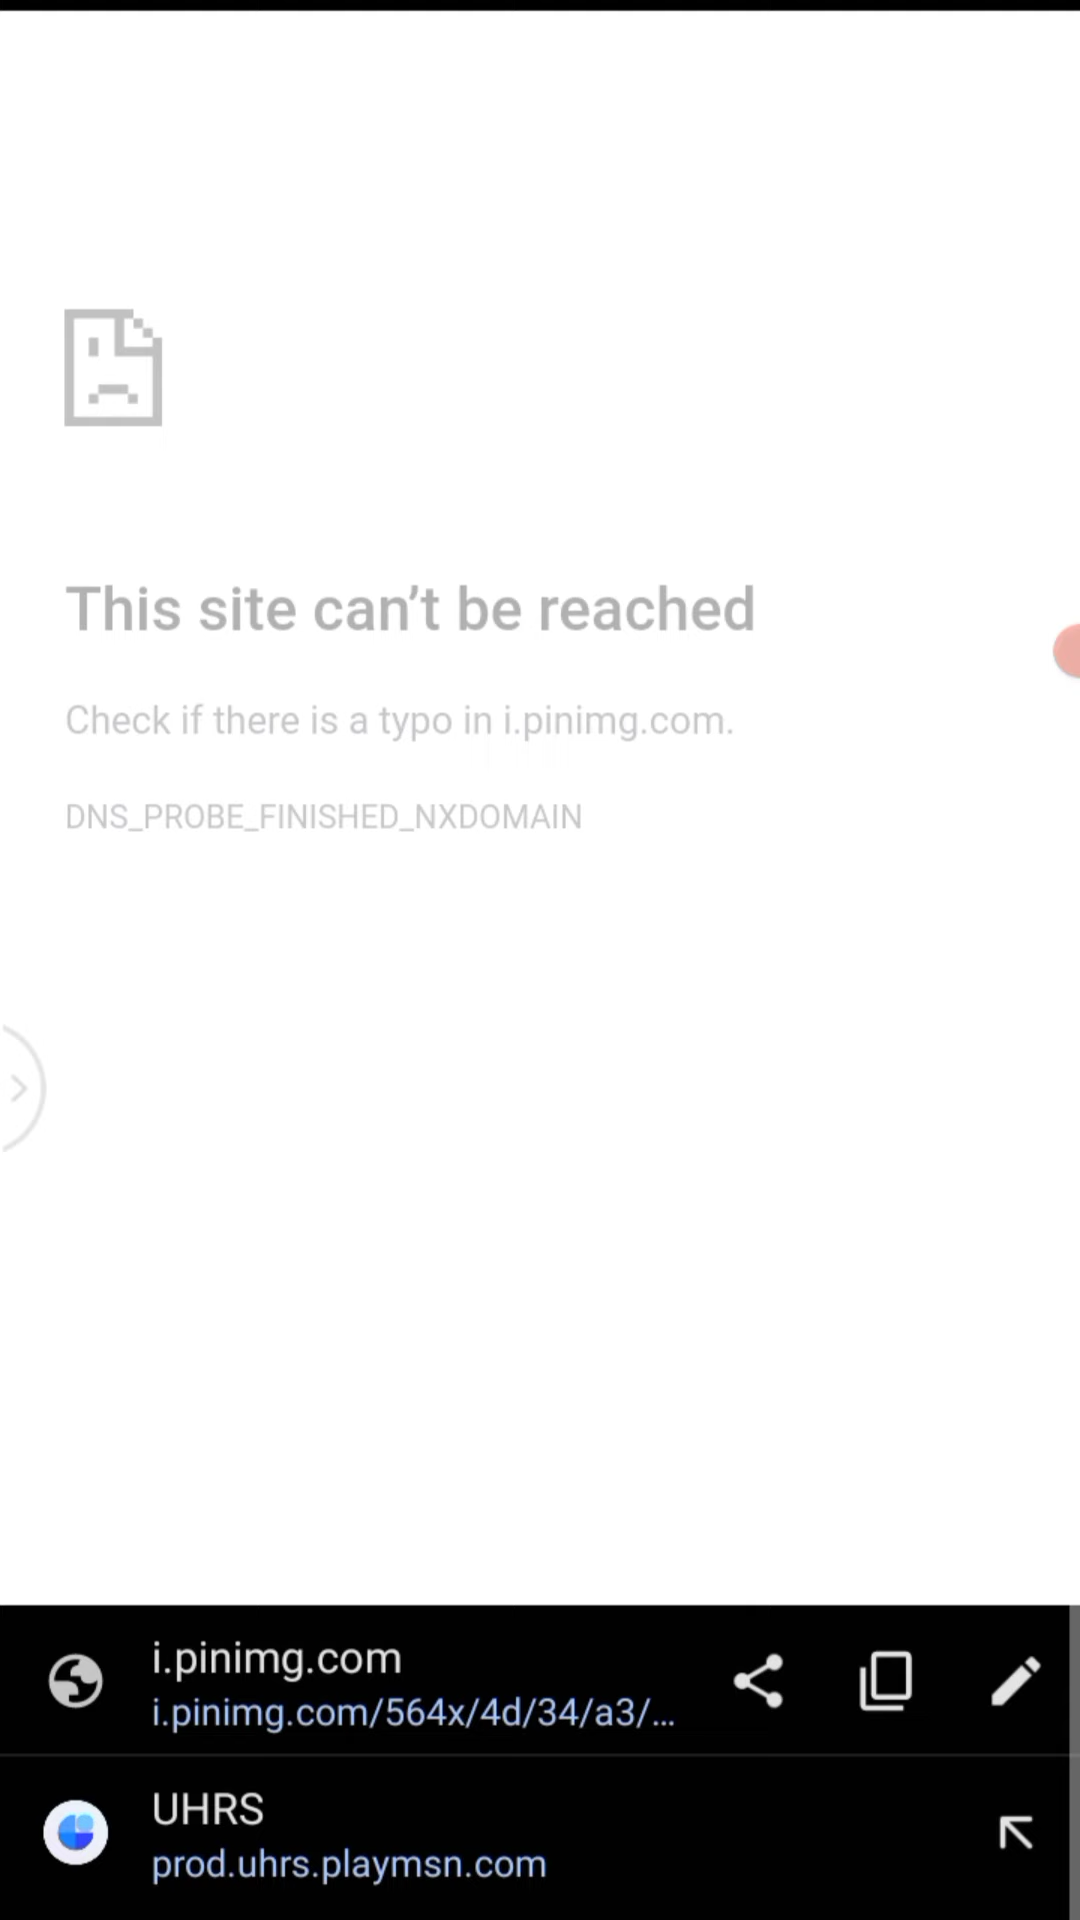 This site can’t be reached
Check if there is a typo in i.pinimg.com.
DNS_PROBE_FINISHED_NXDOMAIN
i.pinimg.com
i.pinimg.com/564x/4d/34/a3/...
UHRS
prod.uhrs.playmsn.com